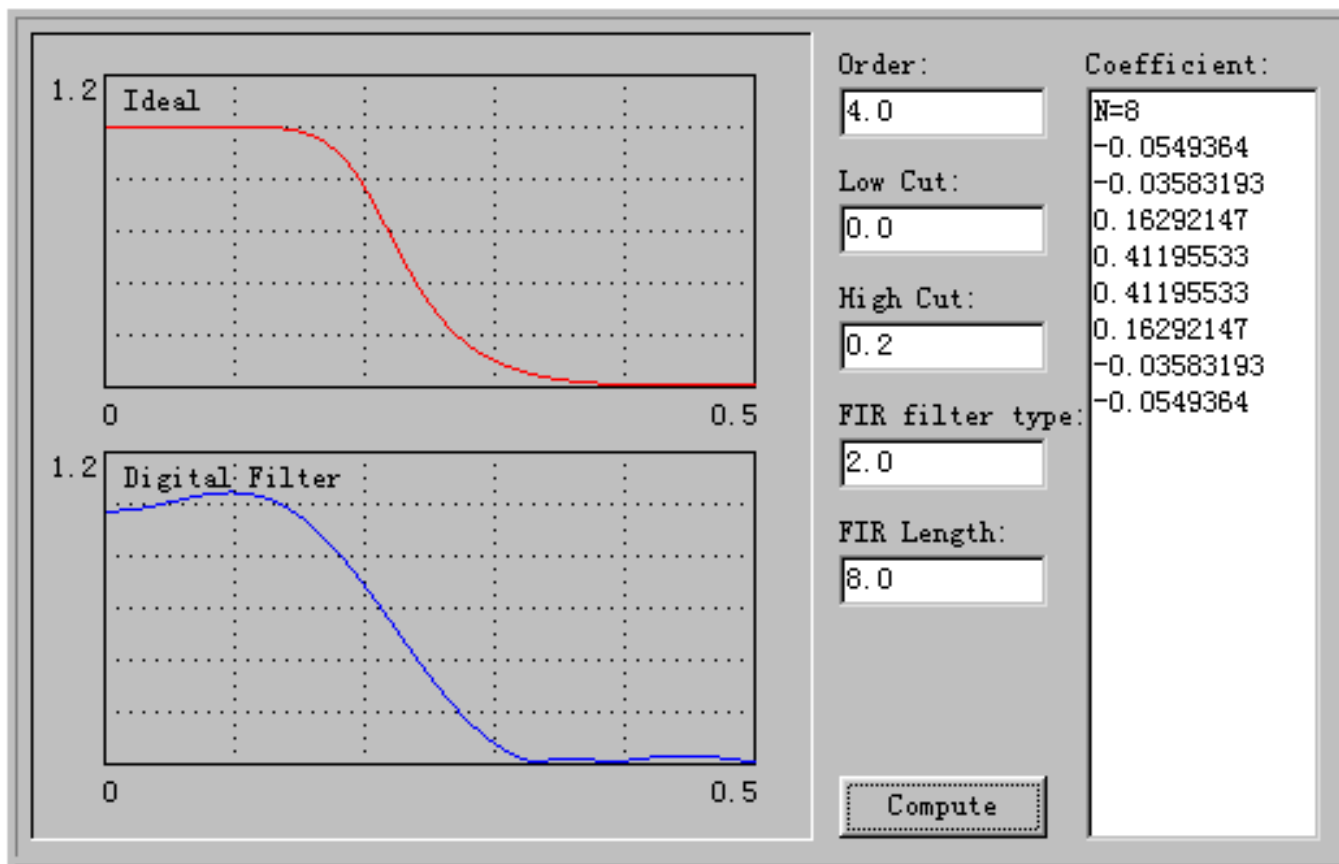 1.2
Ideal
0
0.5
1.2
Digital Filter
0
0.5
Order:
4.0
Low Cut:
0.0
High Cut:
0.2
FIR filter type:
2.0
FIR Length:
8.0
Compute
Coefficient:
N=8
-0.0549364
-0.03583193
0.16292147
0.41195533
0.41195533
0.16292147
-0.03583193
-0.0549364